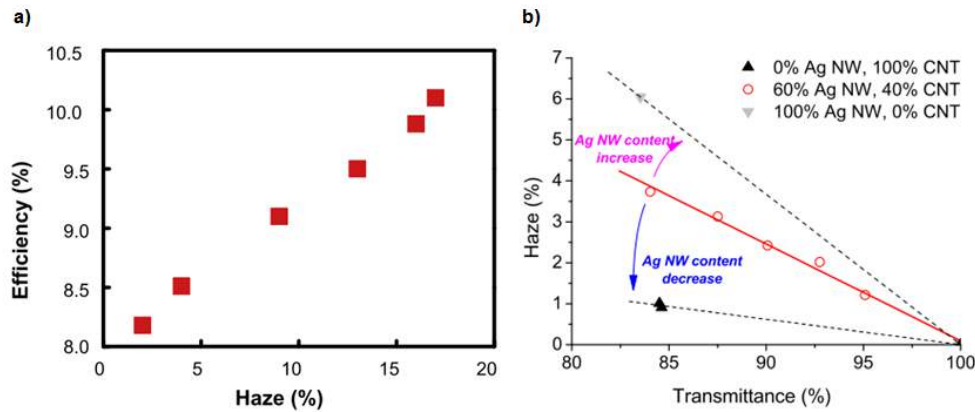 a)
10.5
10.0
9.5
9.0
8.5
8.0
0
5
10
15
20
Efficiency (%)
Haze (%)
b)
7
6
5
4
3
2
1
0
80
85
90
95
100
Haze (%)
Transmittance (%)
0% Ag NW, 100% CNT
60% Ag NW, 40% CNT
100% Ag NW, 0% CNT
Ag NW content
increase
Ag NW content
decrease